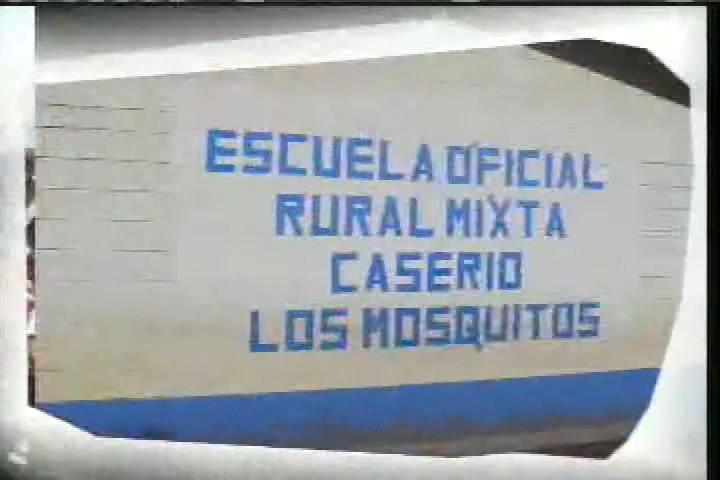 ESCUELA OFICIAL
RURAL MIXTA
CASERIO
LOS MOSQUITOS